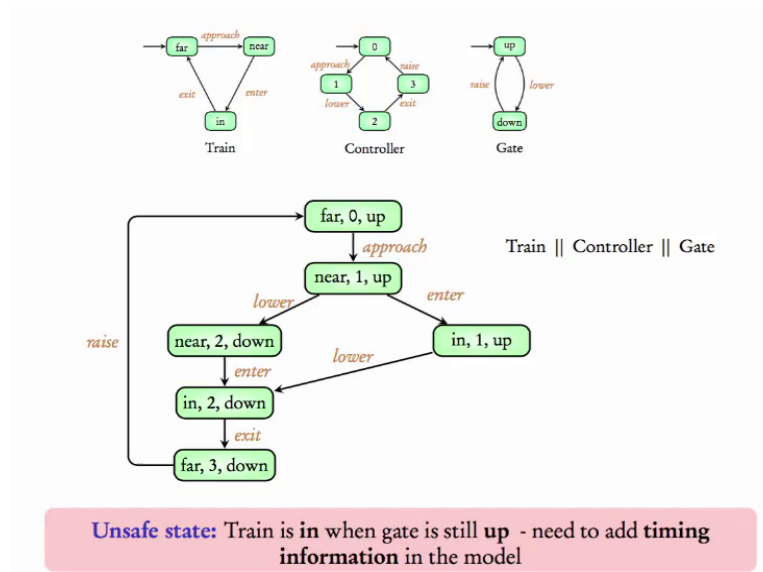 approach
far
near
exit
enter
in
Train
0
approach
raise
1
3
lower
exit
2
Controller
up
raise
lower
down
Gate
far, 0, up
approach
Train || Controller || Gate
near, 1, up
lower
enter
raise
near, 2, down
in, 1, up
lower
enter
in, 2, down
exit
far, 3, down
Unsafe state: Train is in when gate is still up - need to add timing
information in the model